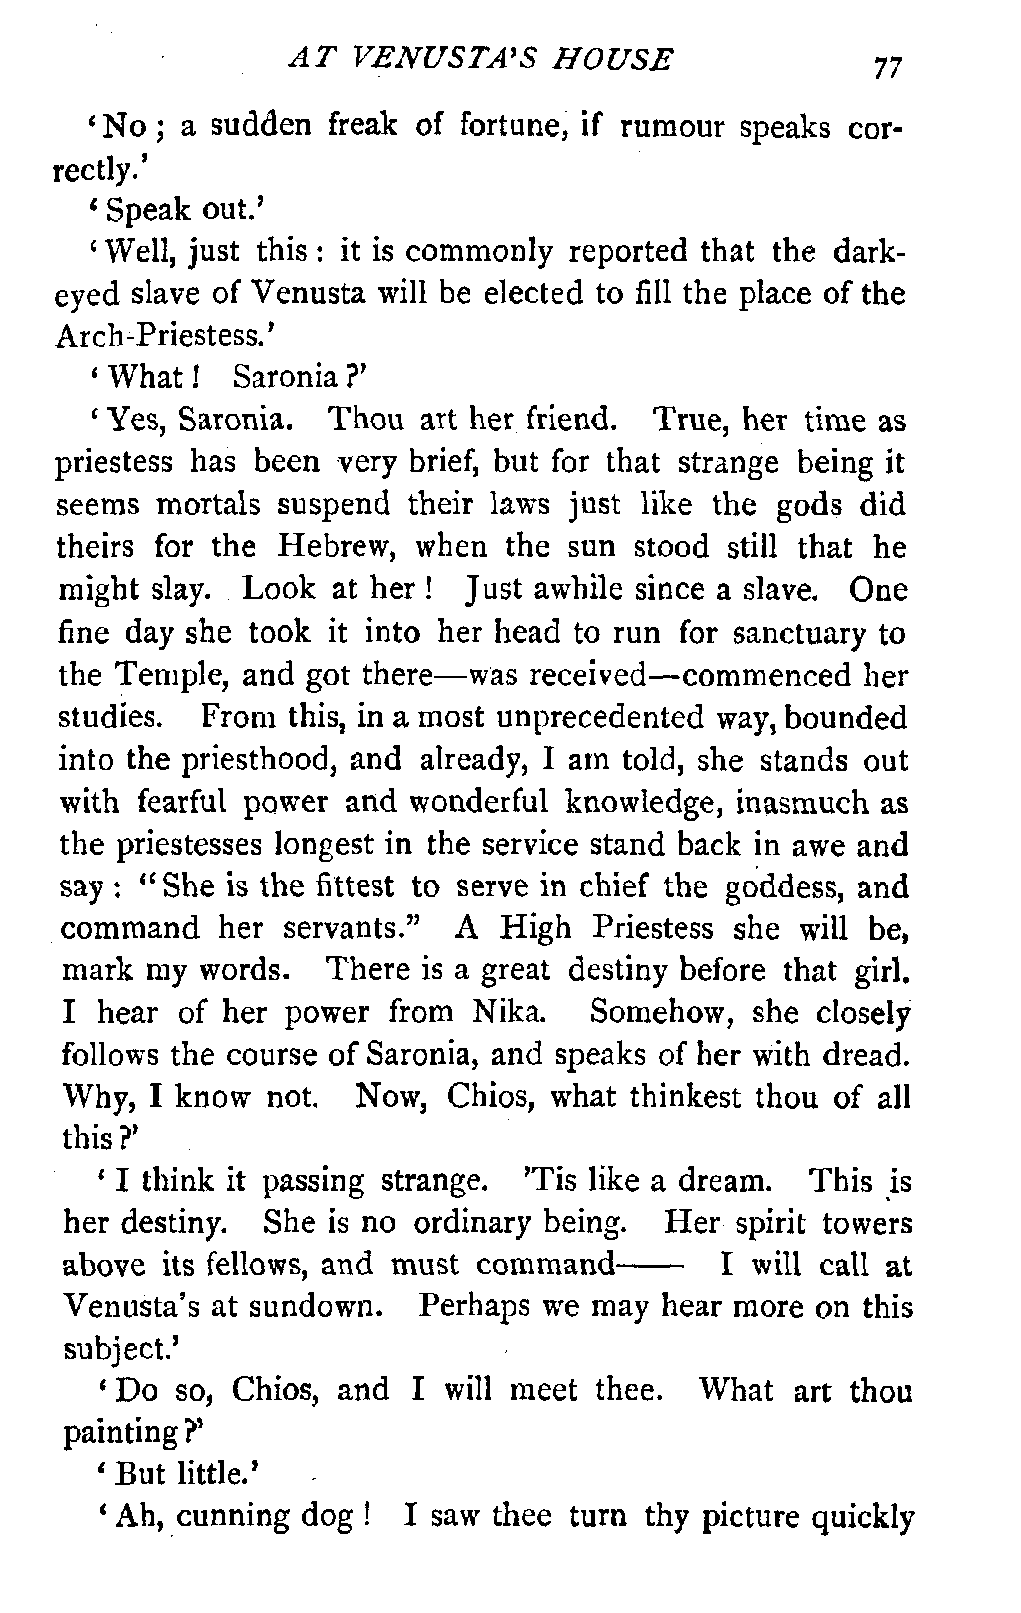 AT VENUSTA'S HOUSE 77
‘No; a sudden freak of fortune, if rumour speaks cor-
rectly.’
‘Speak out.’
‘Well, just this: it is commonly reported that the dark-
eyed slave of Venusta will be elected to fill the place of the
Arch-Priestess.’
‘What! Saronia?’
‘Yes, Saronia. Thou art her friend. True, her time as
priestess has been very brief, but for that strange being it
seems mortals suspend their laws just like the gods did
theirs for the Hebrew, when the sun stood still that he
might slay. Look at her! Just awhile since a slave. One
fine day she took it into her head to run for sanctuary to
the Temple, and got there—was received—commenced her
studies. From this, in a most unprecedented way, bounded
into the priesthood, and already, I am told, she stands out
with fearful power and wonderful knowledge, inasmuch as
the priestesses longest in the service stand back in awe and
say: “She is the fittest to serve in chief the goddess, and
command her servants.” A High Priestess she will be,
mark my words. There is a great destiny before that girl.
I hear of her power from Nika. Somehow, she closely
follows the course of Saronia, and speaks of her with dread.
Why, I know not. Now, Chios, what thinkest thou of all
this?’
‘I think it passing strange. ’Tis like a dream. This is
her destiny. She is no ordinary being. Her spirit towers
above its fellows, and must command—— I will call at
Venusta's at sundown. Perhaps we may hear more on this
subject.’
‘Do so, Chios, and I will meet thee. What art thou
painting?’
‘But little.’
‘Ah, cunning dog! I saw thee turn thy picture quickly